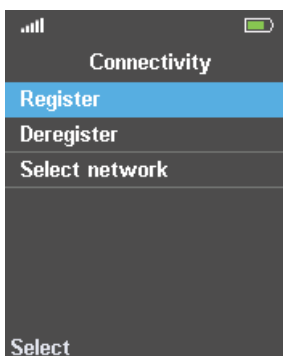 Connectivity
Register
Deregister
Select network
Select